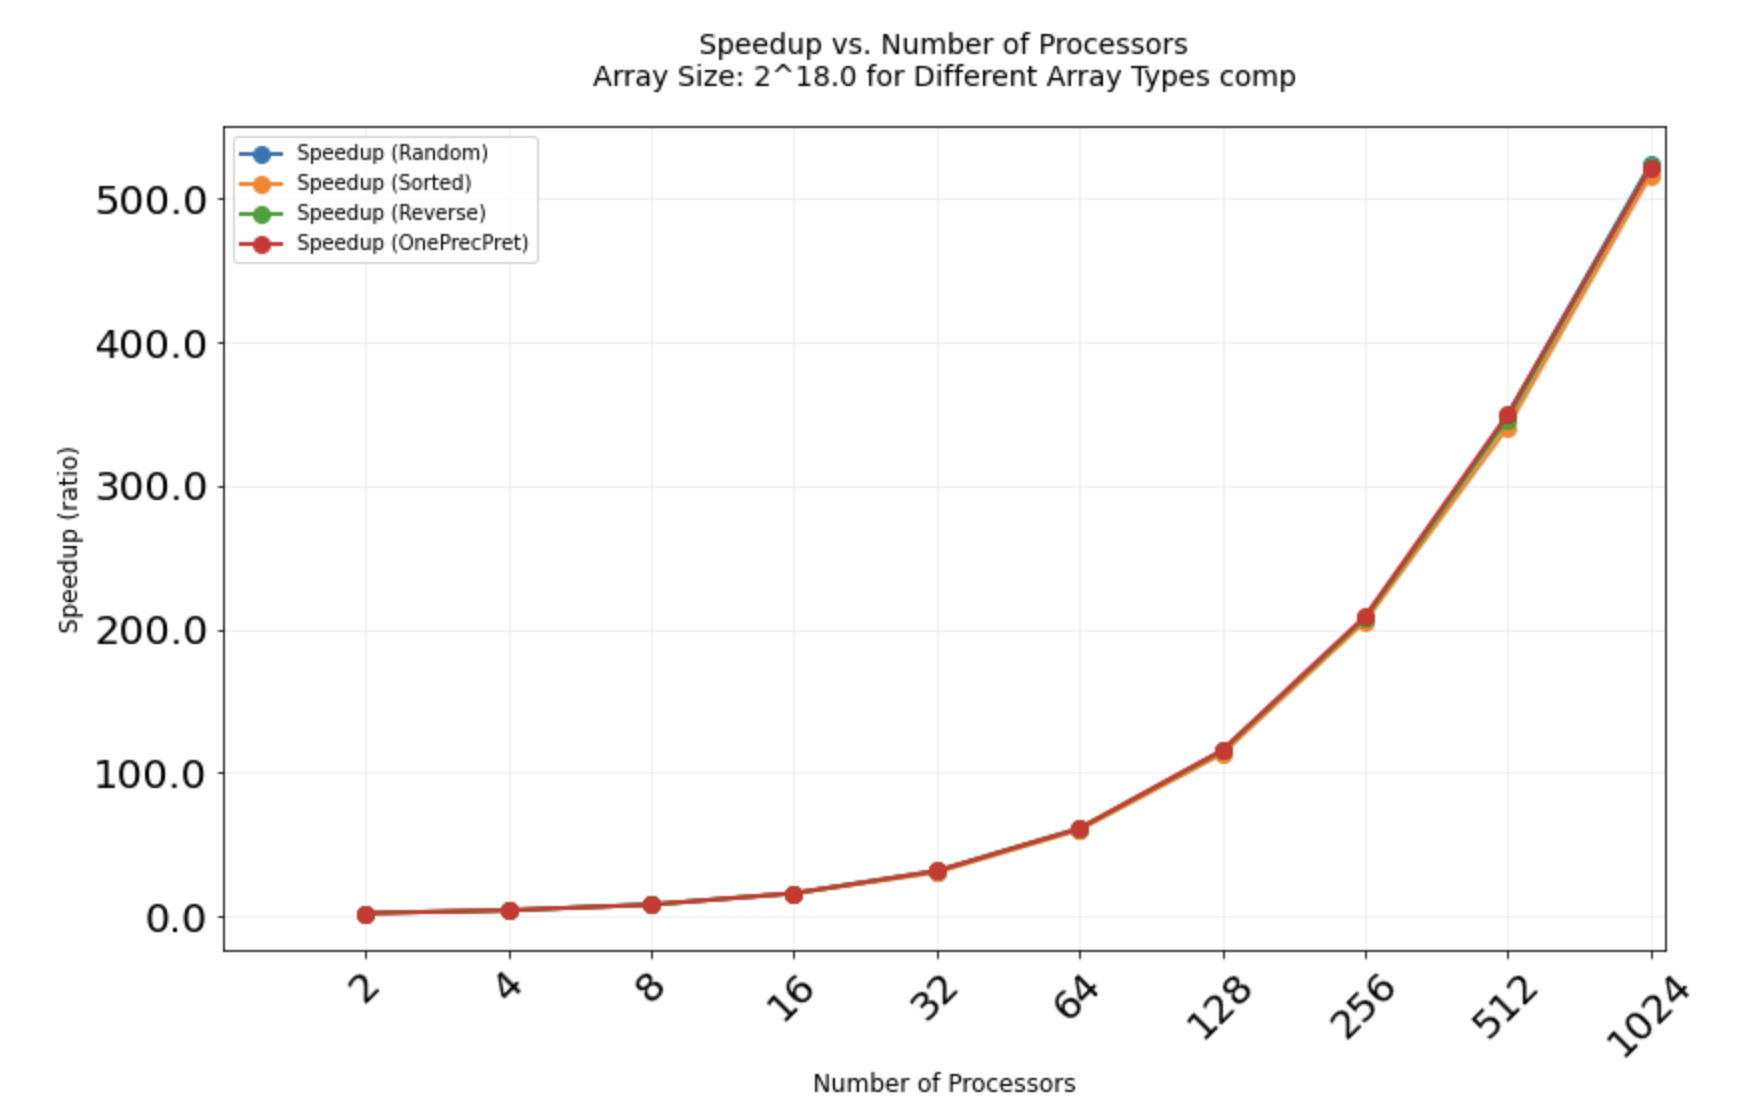 Speedup vs. Number of Processors
Array Size: 2^18.0 for Different Array Types comp
Speedup (Random)
Speedup (Sorted)
Speedup (Reverse)
Speedup (OnePrecPret)
500.0
400.0
300.0
200.0
100.0
0.0
Speedup (ratio)
2 4 8 16 32 64 128 256 512 1024
Number of Processors